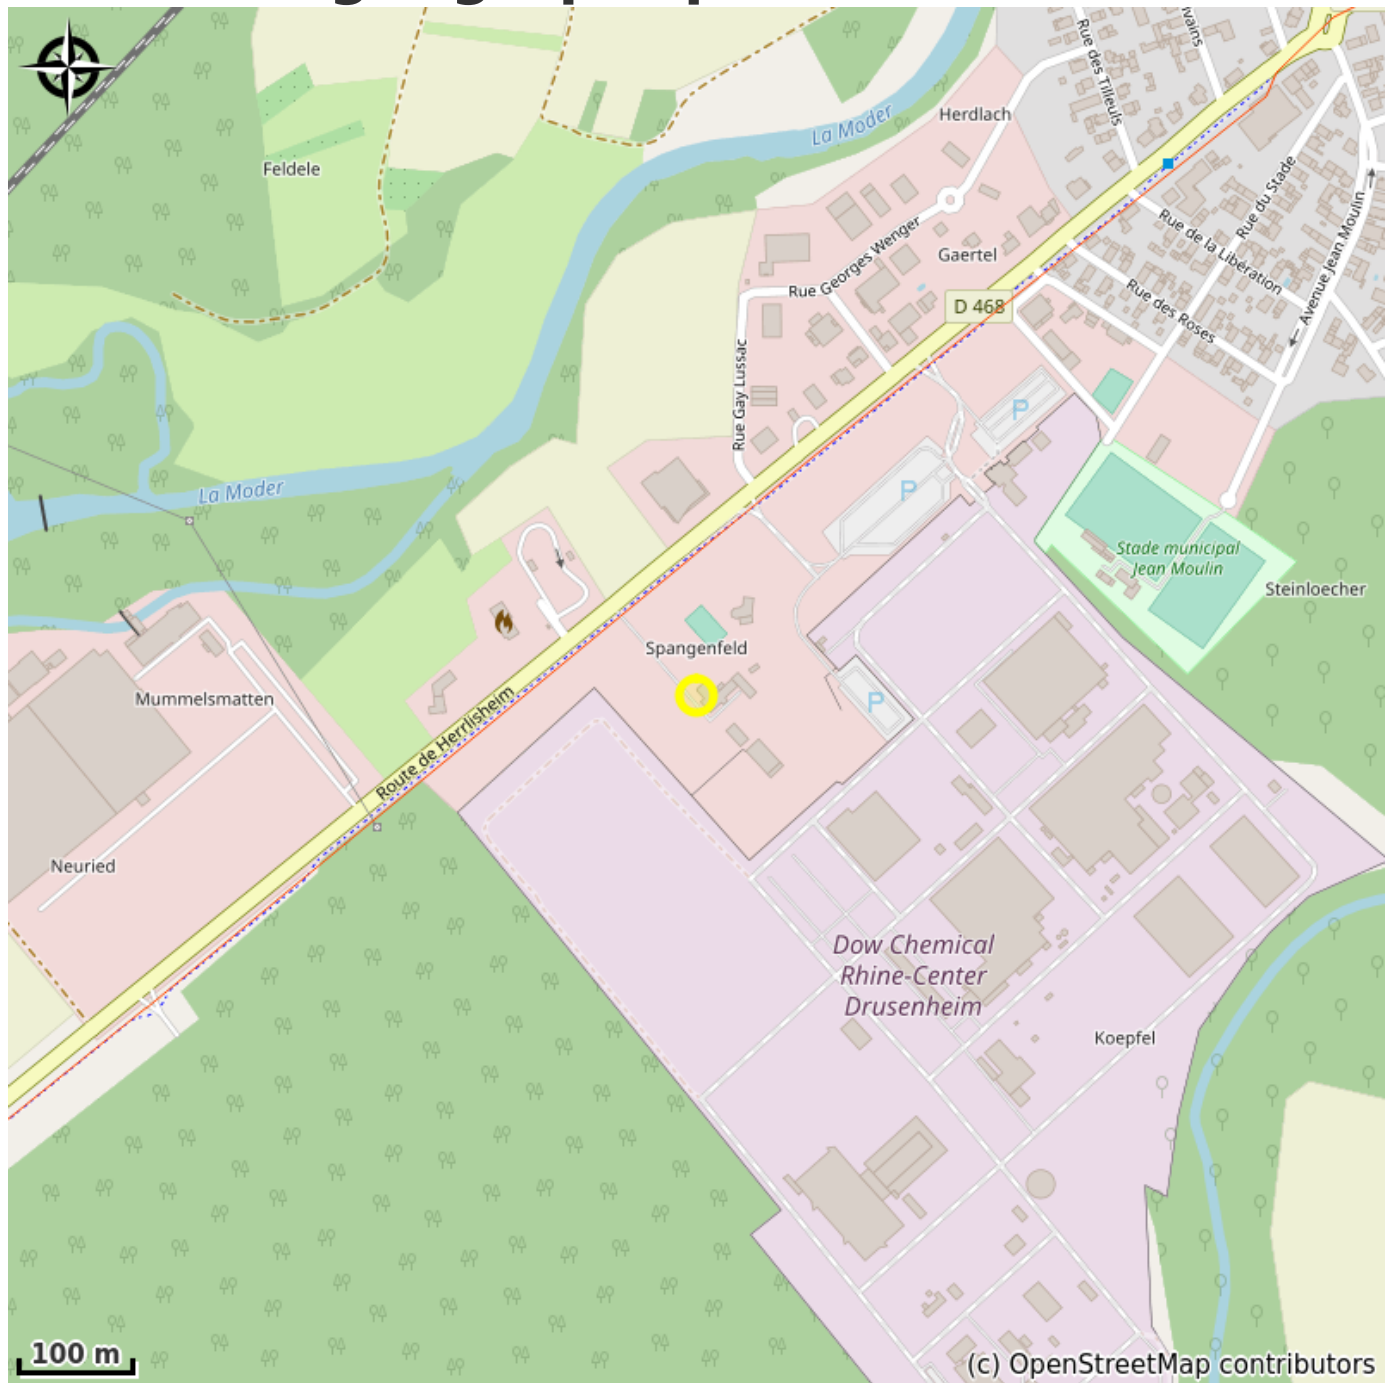 Rue des Tilleuls
Herdlach
La Moder
Feldele
Rue du Stade
Rue de la Libération
Avenue Jean Moulin
Rue Georges Wenger
Gaertel
Rue des Roses
D 468
Rue Gay Lussac
P
P
La Moder
Stade municipal
Jean Moulin
Steinloecher
Spangenfeld
Mummelsmatten
P
Route de Herrlisheim
Neuried
Dow Chemical
Rhine-Center
Drusenheim
Koepfel
100 m
(c) OpenStreetMap contributors